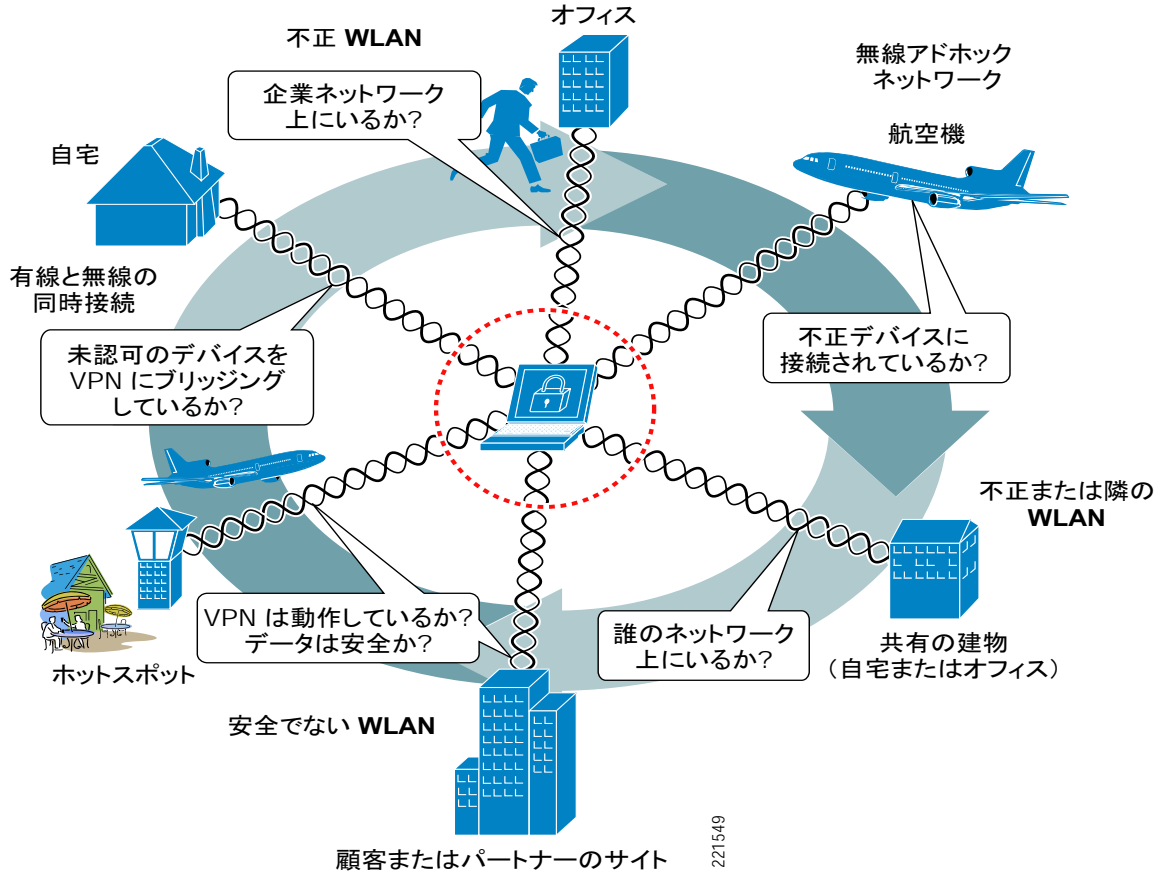 オフィス
不正 WLAN
企業ネットワーク
上にいるか?
無線アドホック
ネットワーク
航空機
自宅
有線と無線の
同時接続
未認可のデバイスを
VPN にブリッジング
しているか?
不正デバイスに
接続されているか?
不正または隣の
WLAN
VPN は動作しているか?
データは安全か?
誰のネットワーク
上にいるか?
共有の建物
(自宅またはオフィス)
ホットスポット
安全でない WLAN
顧客またはパートナーのサイト
221549